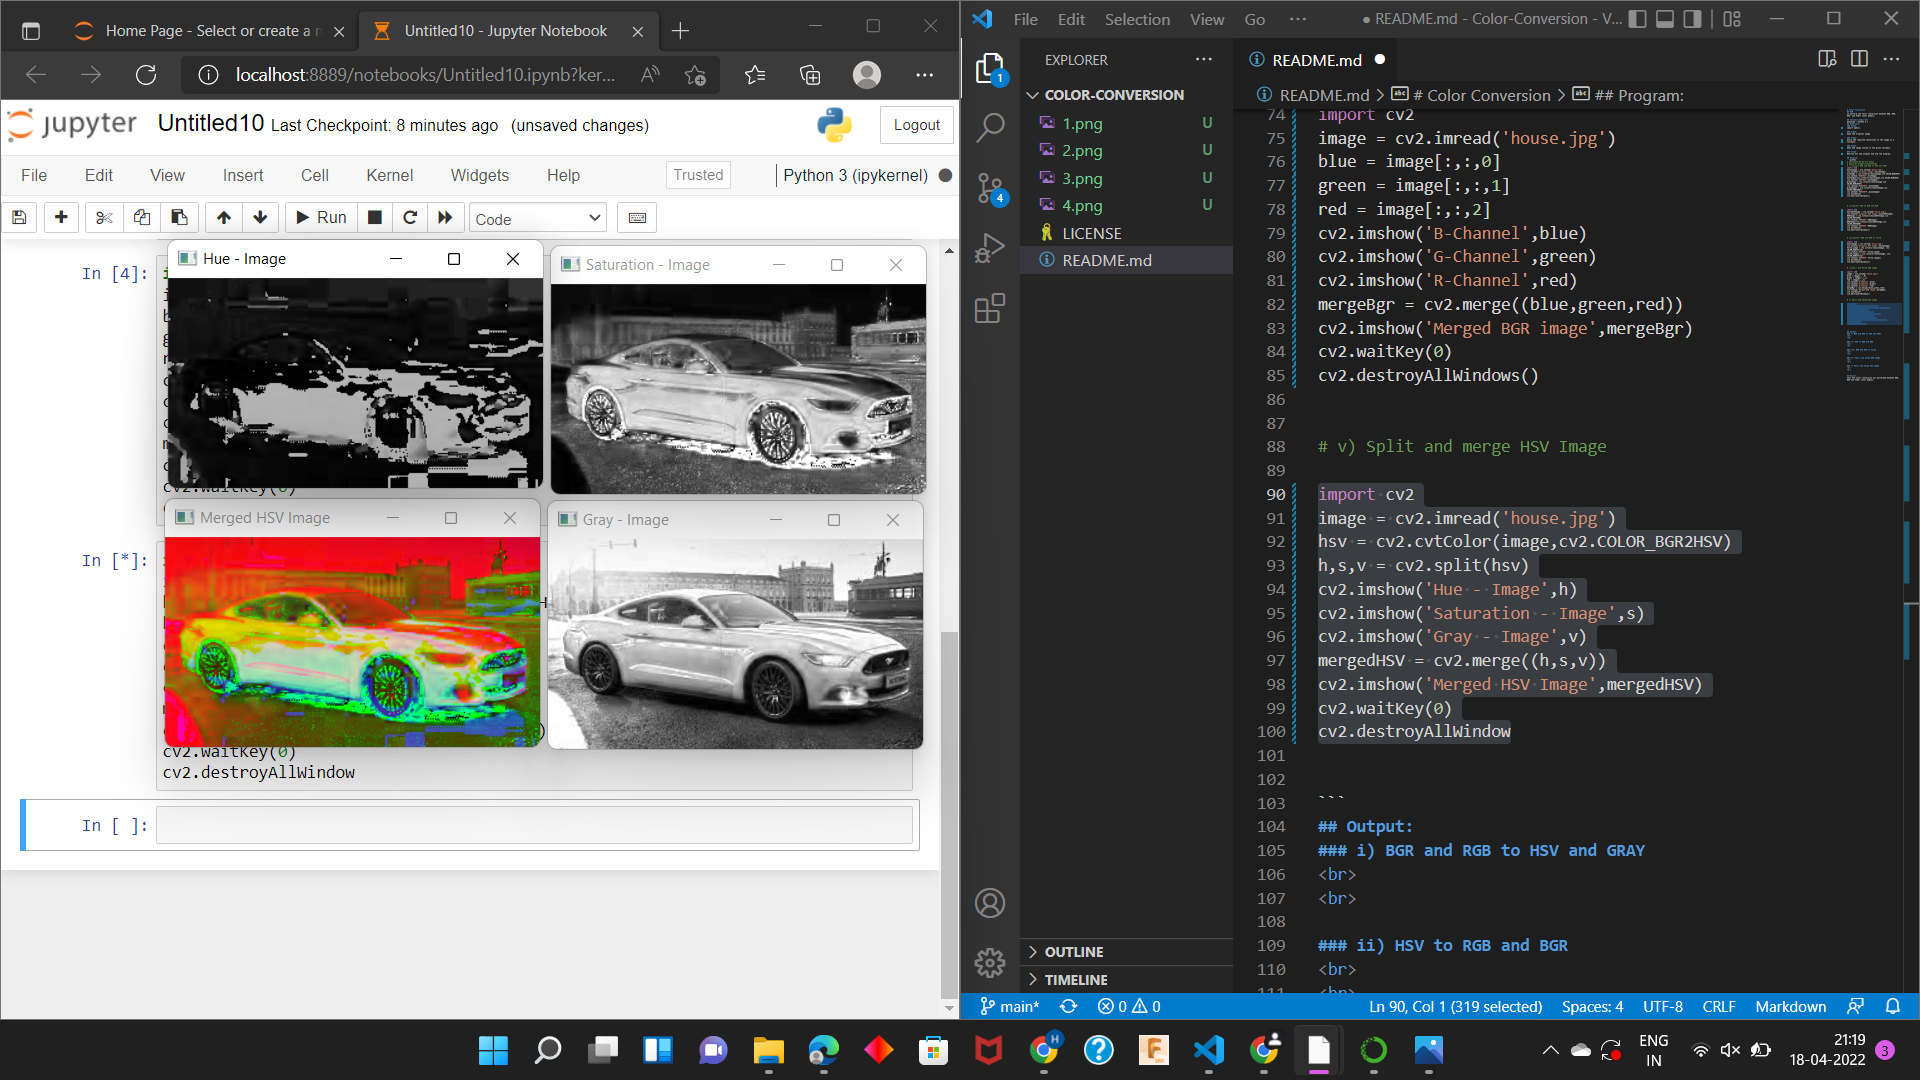 Home Page - Select or create a n
Untitled10 - Jupyter Notebook
localhost:8889/notebooks/Untitled10.ipynb?ker...
jupyter
Untitled10 Last Checkpoint: 8 minutes ago (unsaved changes)
Logout
File Edit View Insert Cell Kernel Widgets Help
Trusted
Python 3 (ipykernel)
Run
Code
In [4]:
Hue - Image
Saturation - Image
cv2.waitKey(0)
Merged HSV Image
Gray - Image
In [*]:
cv2.waitKey(0)
cv2.destroyAllWindow
In [ ]:
File Edit Selection View Go ...
● README.md - Color-Conversion - V...
EXPLORER
COLOR-CONVERSION
1.png U
2.png U
3.png U
4.png U
LICENSE
README.md
OUTLINE
TIMELINE
1
4
README.md
README.md > # Color Conversion > ## Program:
74 import cv2
75 image = cv2.imread('house.jpg')
76 blue = image[:,:,0]
77 green = image[:,:,1]
78 red = image[:,:,2]
79 cv2.imshow('B-Channel',blue)
80 cv2.imshow('G-Channel',green)
81 cv2.imshow('R-Channel',red)
82 mergeBgr = cv2.merge((blue,green,red))
83 cv2.imshow('Merged BGR image',mergeBgr)
84 cv2.waitKey(0)
85 cv2.destroyAllWindows()
86
87
88 # v) Split and merge HSV Image
89
90 import cv2
91 image = cv2.imread('house.jpg')
92 hsv = cv2.cvtColor(image,cv2.COLOR_BGR2HSV)
93 h,s,v = cv2.split(hsv)
94 cv2.imshow('Hue - Image',h)
95 cv2.imshow('Saturation - Image',s)
96 cv2.imshow('Gray - Image',v)
97 mergedHSV = cv2.merge((h,s,v))
98 cv2.imshow('Merged HSV Image',mergedHSV)
99 cv2.waitKey(0)
100 cv2.destroyAllWindow
101
102
103 ```
104 ## Output:
105 ### i) BGR and RGB to HSV and GRAY
106 <br>
107 <br>
108
109 ### ii) HSV to RGB and BGR
110 <br>
111 <br>
main* 0 0
Ln 90, Col 1 (319 selected) Spaces: 4 UTF-8 CRLF Markdown
ENG
IN
21:19
18-04-2022
3